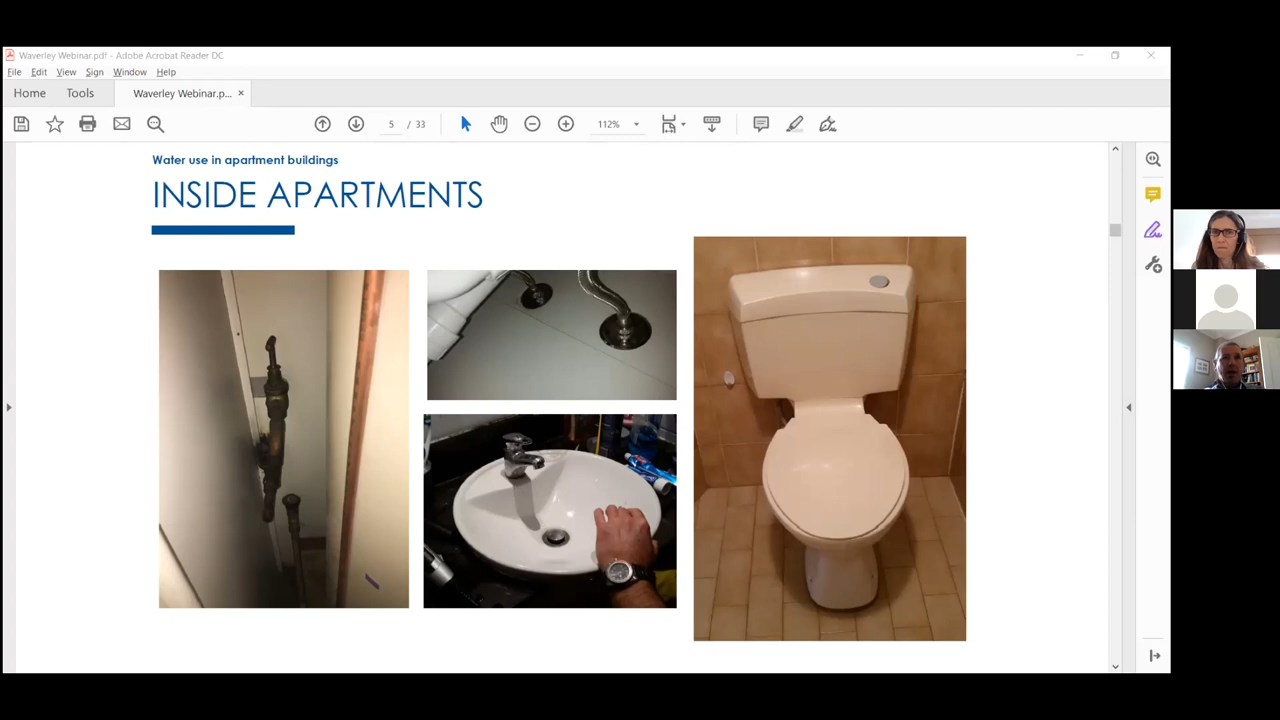 Waverley Webinar.pdf - Adobe Acrobat Reader DC
File Edit View Sign Window Help
Home Tools Waverley Webinar.p... ×
5 / 33 112%
Water use in apartment buildings
INSIDE APARTMENTS